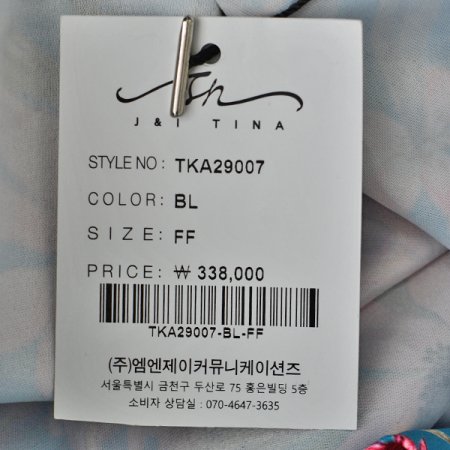 J&I TINA
STYLE NO : TKA29007
COLOR: BL
SIZE: FF
PRICE: ₩ 338,000
TKA29007-BL-FF
(주)엠엔제이커뮤니케이션즈
서울특별시 금천구 두산로 75 홍은빌딩 5층
소비자 상담실 : 070-4647-3635